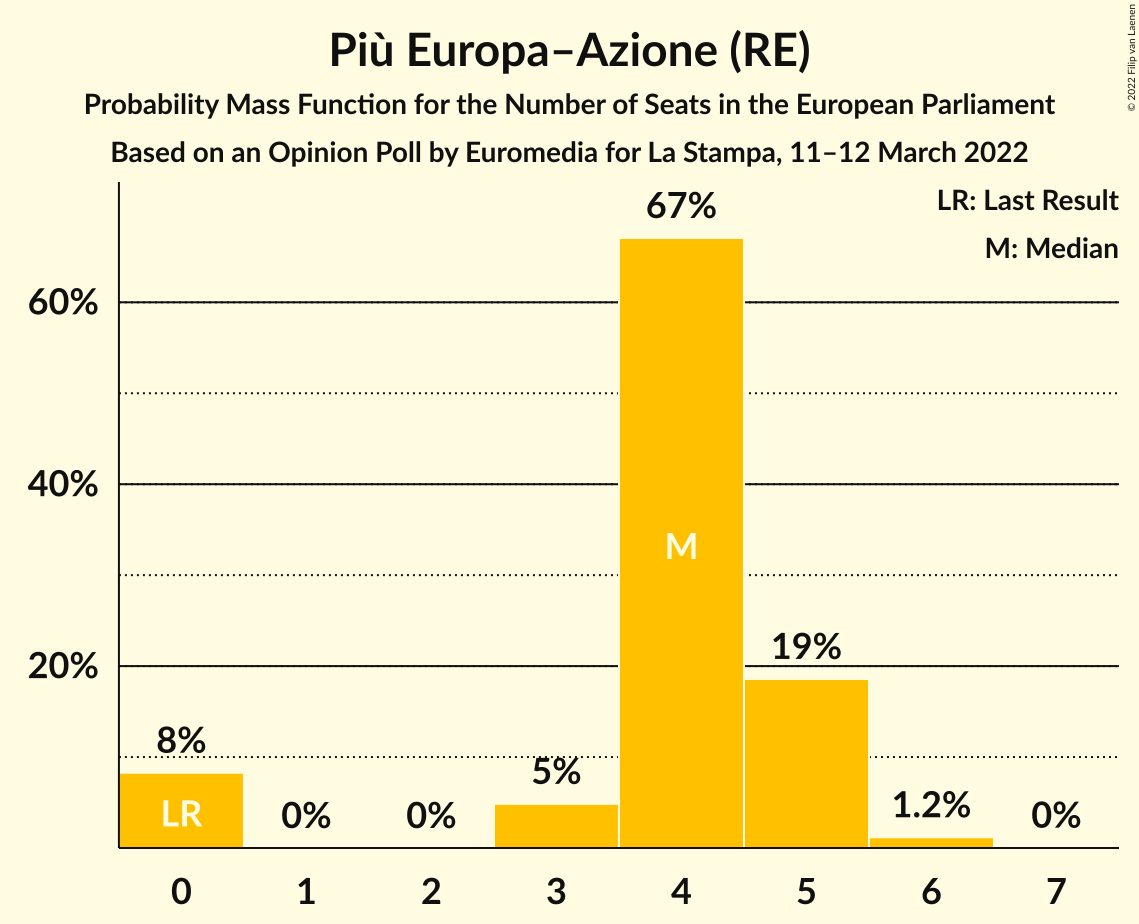 Più Europa–Azione (RE)
Probability Mass Function for the Number of Seats in the European Parliament
Based on an Opinion Poll by Euromedia for La Stampa, 11–12 March 2022
© 2022 Filip van Laenen
LR: Last Result
M: Median
67%
60%
40%
M
20%
19%
8%
5%
LR
0%
0%
1.2%
0%
0 1 2 3 4 5 6 7